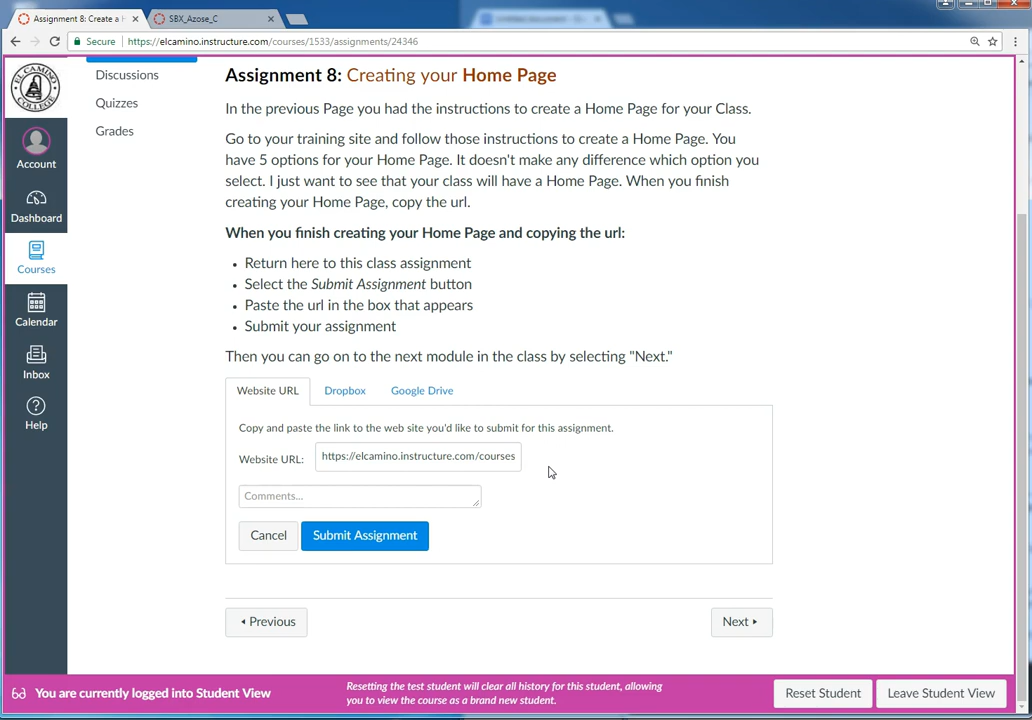 Assignment 8: Create a H
SBX_Azose_C
Secure
https://elcamino.instructure.com/courses/1533/assignments/24346
EL CAMINO
COLLEGE
Account
Dashboard
Courses
Calendar
Inbox
Help
Discussions
Quizzes
Grades
Assignment 8: Creating your Home Page
In the previous Page you had the instructions to create a Home Page for your Class.
Go to your training site and follow those instructions to create a Home Page. You
have 5 options for your Home Page. It doesn't make any difference which option you
select. I just want to see that your class will have a Home Page. When you finish
creating your Home Page, copy the url.
When you finish creating your Home Page and copying the url:
• Return here to this class assignment
• Select the Submit Assignment button
• Paste the url in the box that appears
• Submit your assignment
Then you can go on to the next module in the class by selecting "Next."
Website URL
Dropbox
Google Drive
Copy and paste the link to the web site you'd like to submit for this assignment.
Website URL: https://elcamino.instructure.com/courses
Comments...
Cancel
Submit Assignment
Previous
Next
You are currently logged into Student View
Resetting the test student will clear all history for this student, allowing
you to view the course as a brand new student.
Reset Student
Leave Student View